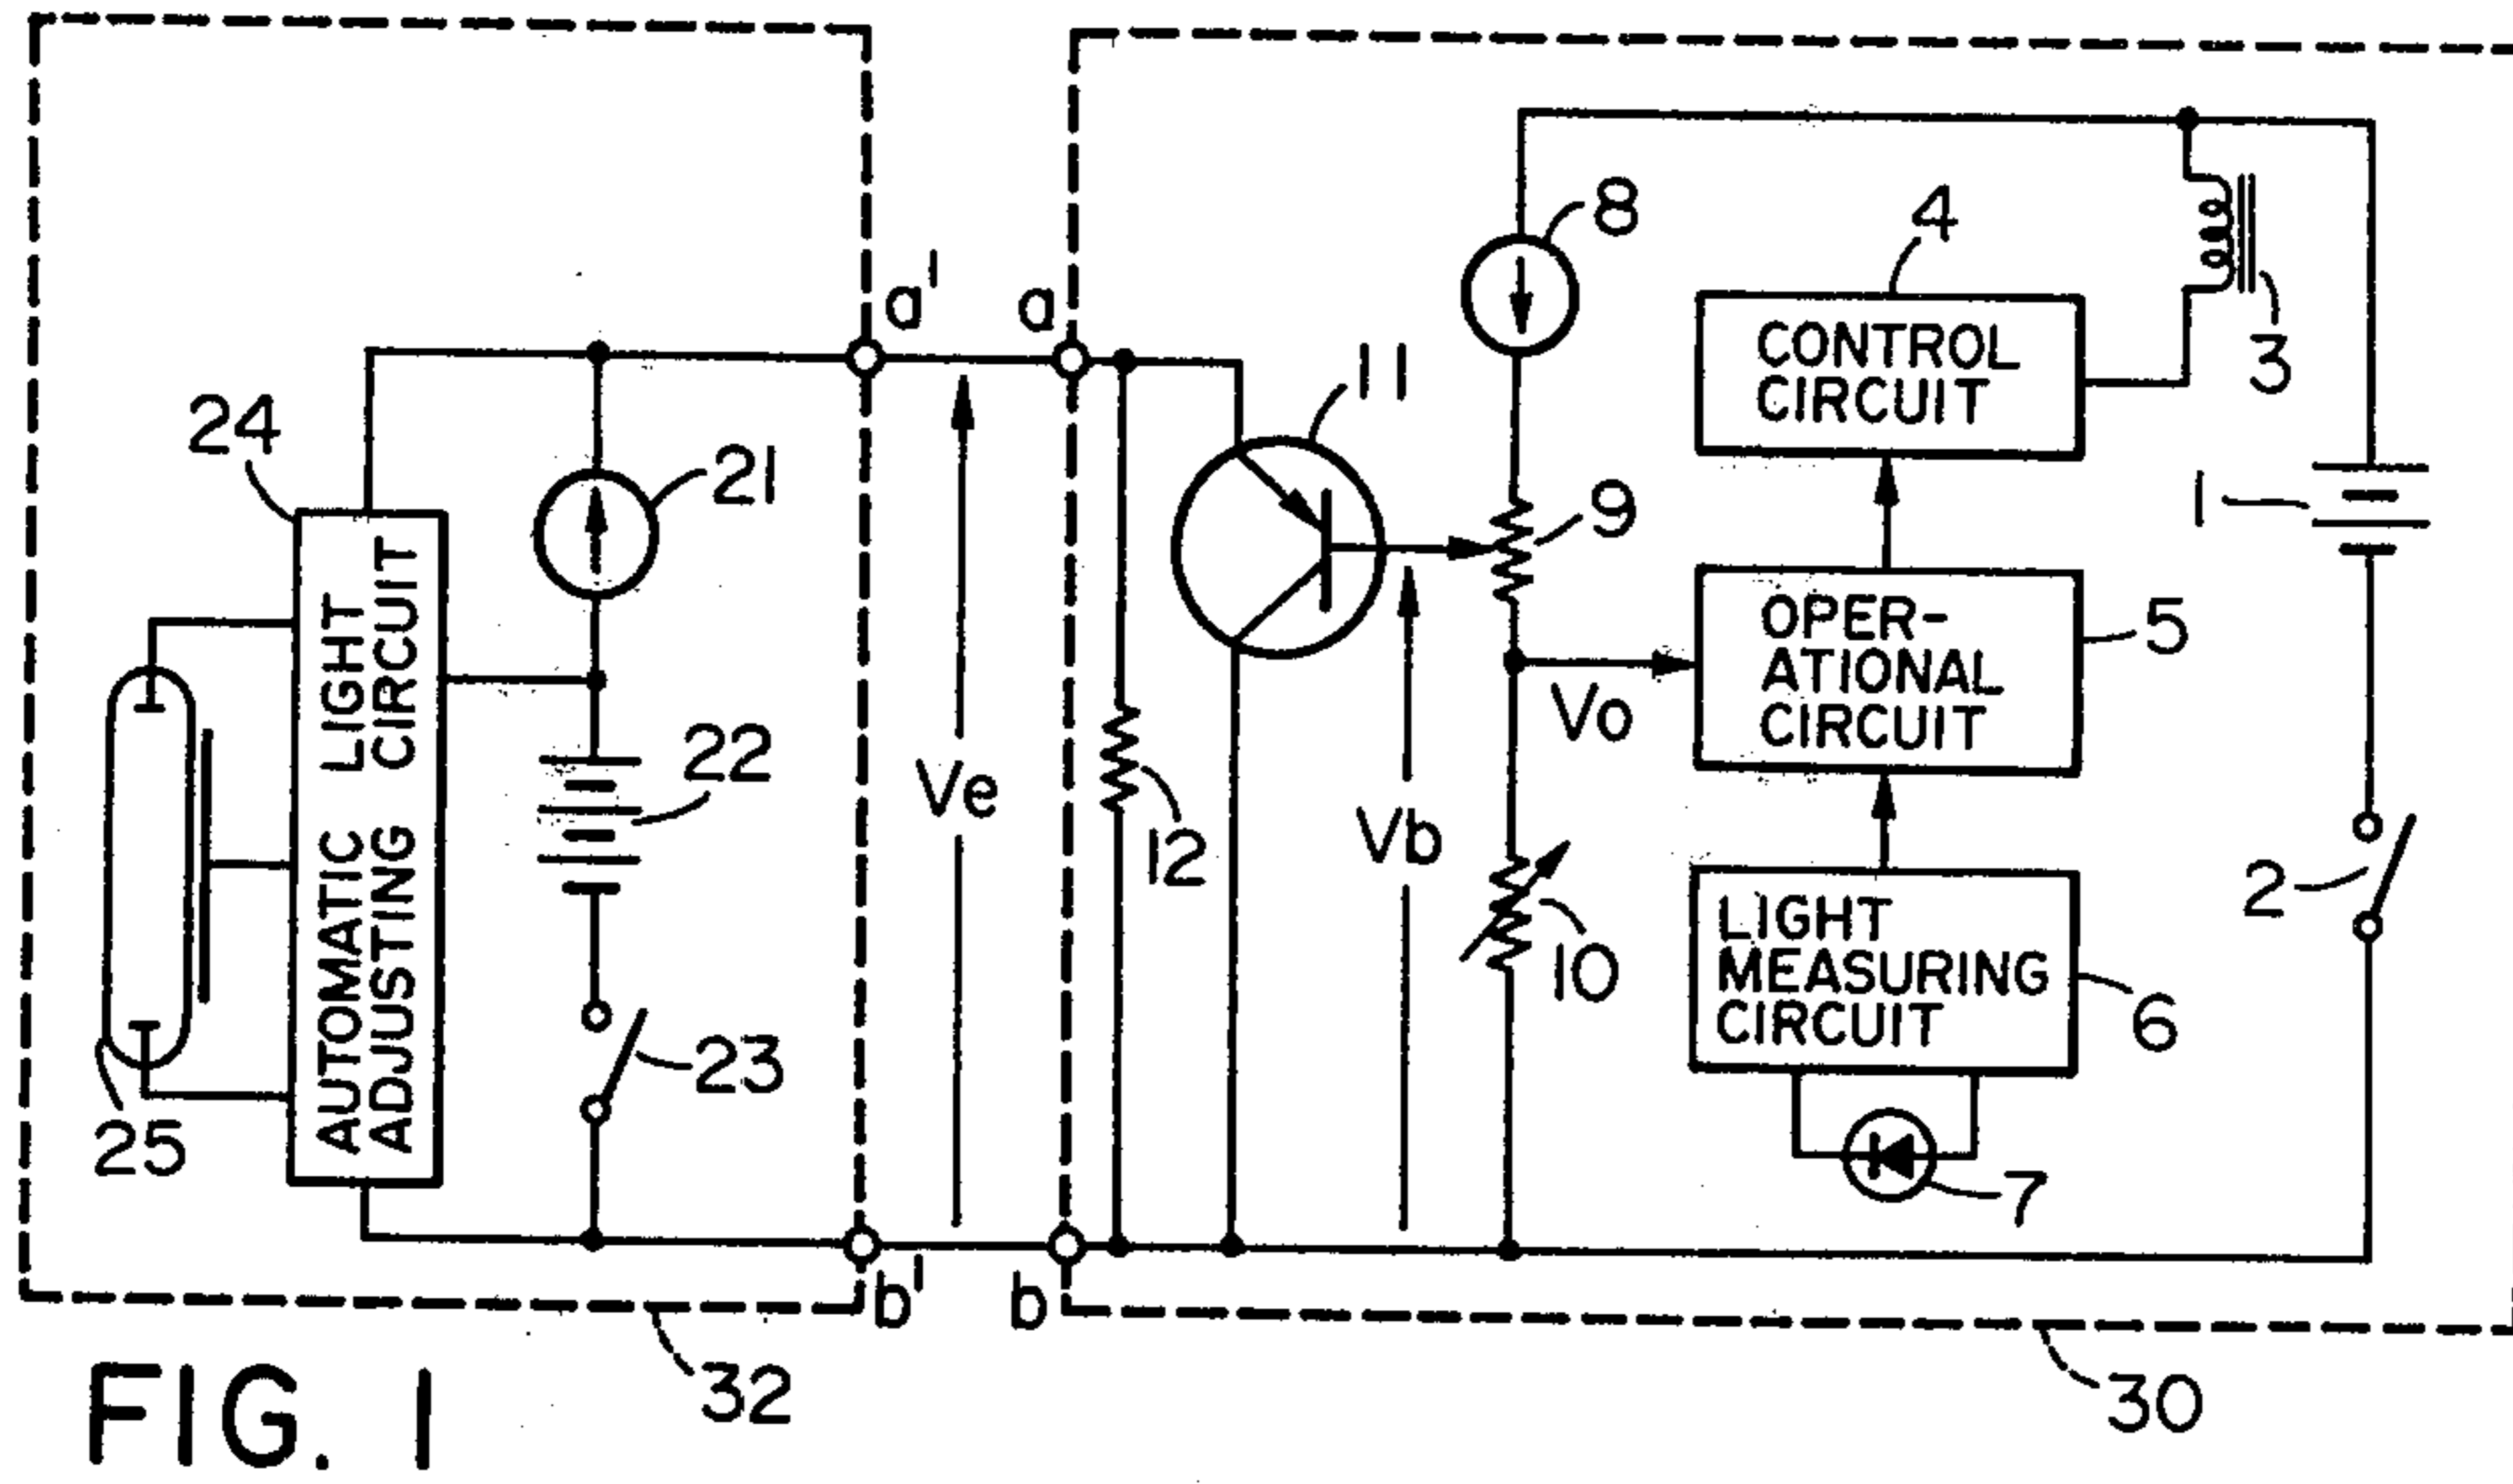 8
4
a'
a
CONTROL
CIRCUIT
3
11
24
21
9
1
OPER-
ATIONAL
CIRCUIT
5
Vo
22
Ve
12
Vb
AUTOMATIC LIGHT
ADJUSTING CIRCUIT
LIGHT
MEASURING
CIRCUIT
2
10
6
23
25
7
b'
b
32
30
FIG. 1